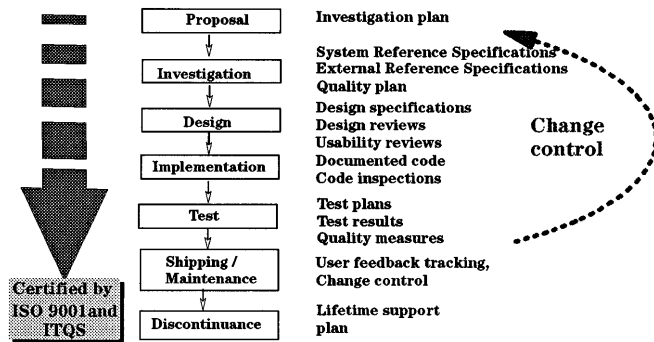 Proposal
Investigation plan
Investigation
System Reference Specifications
External Reference Specifications
Quality plan
Design
Design specifications
Design reviews
Usability reviews
Implementation
Documented code
Code inspections
Change
control
Test
Test plans
Test results
Quality measures
Shipping /
Maintenance
User feedback tracking,
Change control
Discontinuance
Lifetime support
plan
Certified by
ISO 9001and
ITQS